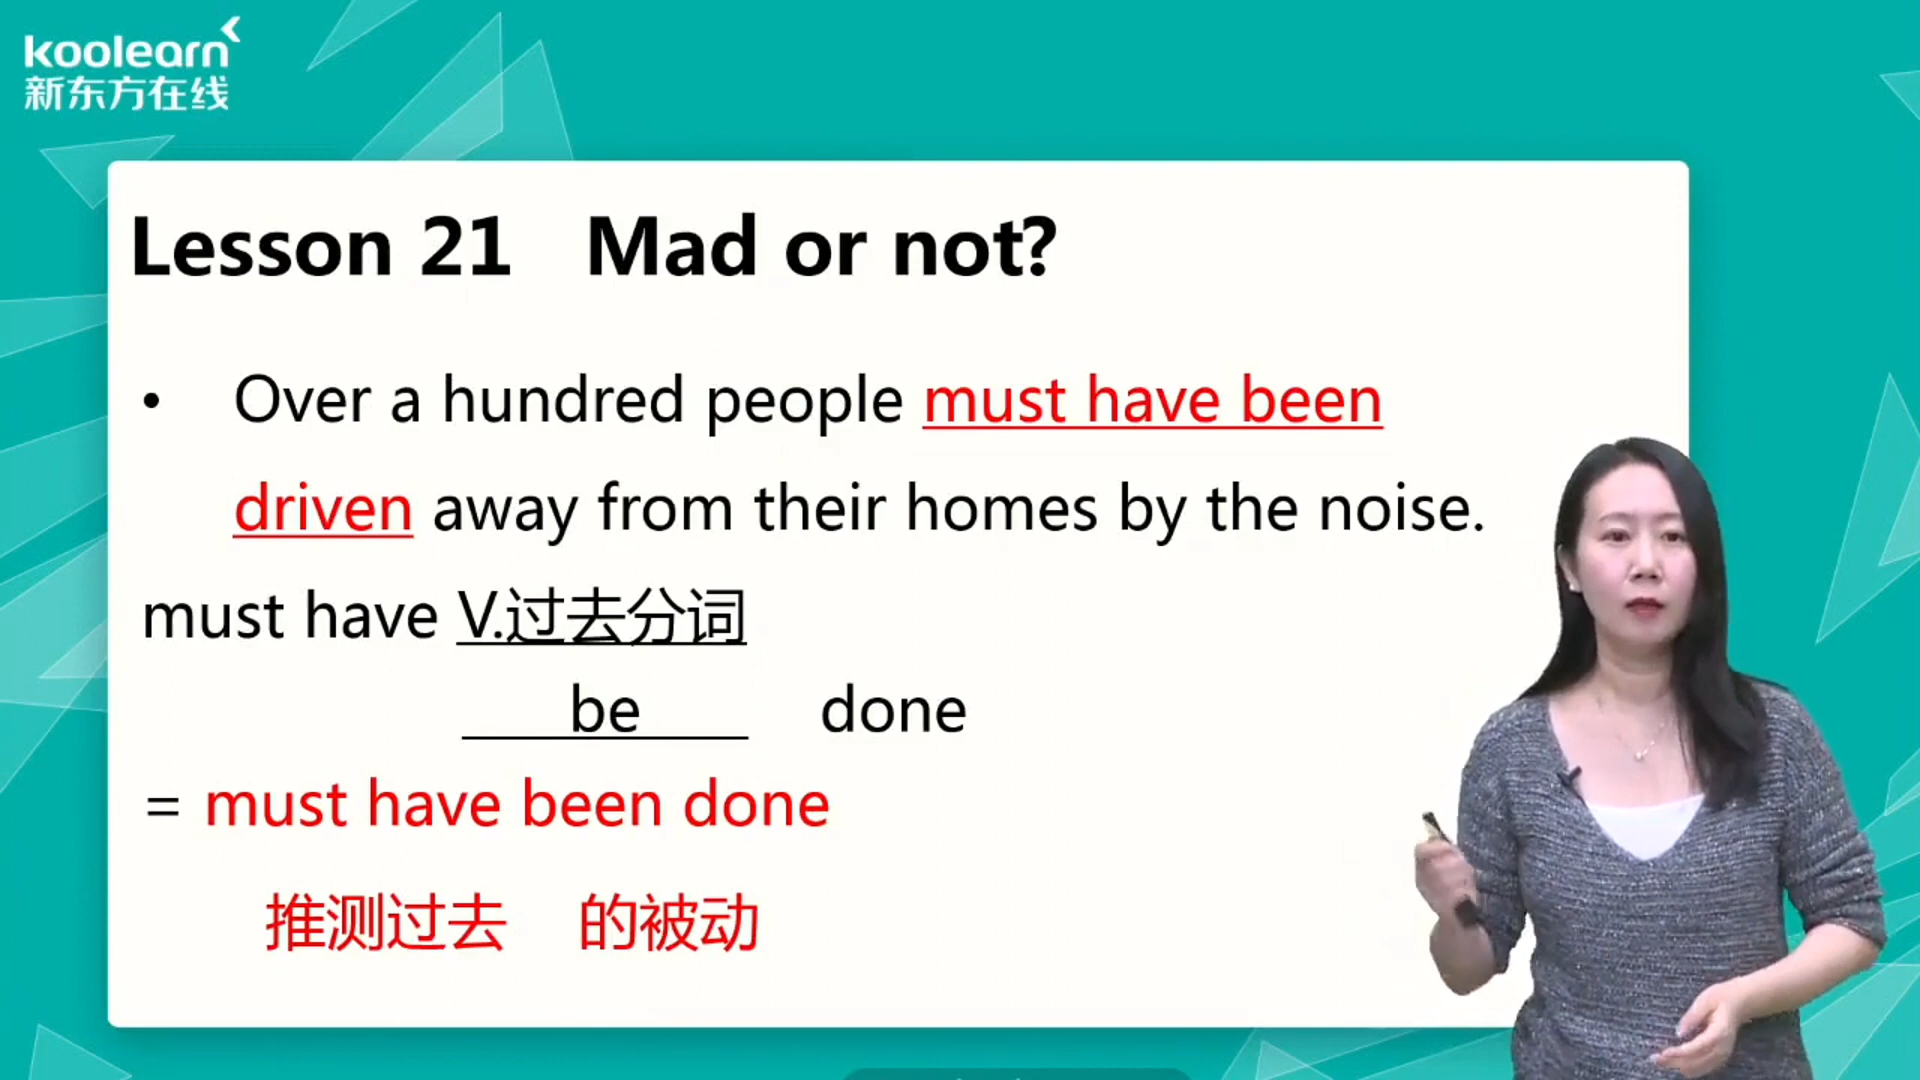 koolearn
新东方在线
Lesson 21 Mad or not?
• Over a hundred people must have been
driven away from their homes by the noise.
must have V.过去分词
be done
= must have been done
推测过去 的被动